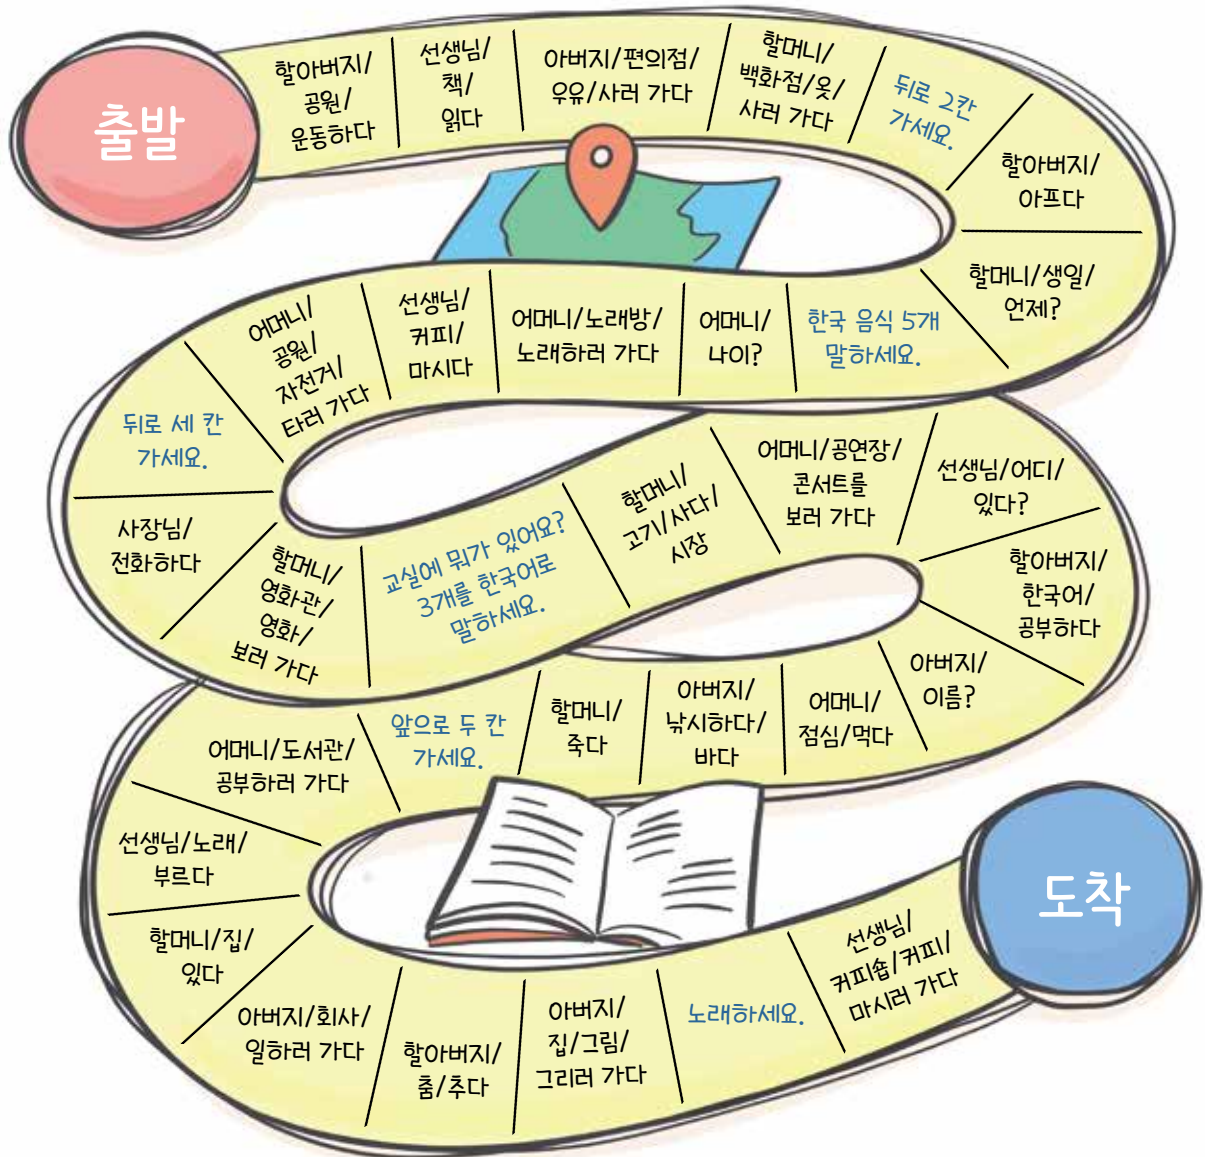 출발
할아버지/
공원/
운동하다
선생님/
책/
읽다
아버지/편의점/
우유/사러 가다
할머니/
백화점/옷/
사러 가다
뒤로 2칸
가세요.
할아버지/
아프다
할머니/생일/
언제?
한국 음식 5개
말하세요.
어머니/
나이?
어머니/노래방/
노래하러 가다
선생님/
커피/
마시다
어머니/
공원/
자전거/
타러 가다
뒤로 세 칸
가세요.
사장님/
전화하다
할머니/
영화관/
영화/
보러 가다
교실에 뭐가 있어요?
3개를 한국어로
말하세요.
할머니/
고기/사다/
시장
어머니/공연장/
콘서트를
보러 가다
선생님/어디/
있다?
할아버지/
한국어/
공부하다
아버지/
이름?
어머니/
점심/먹다
아버지/
낚시하다/
바다
할머니/
죽다
앞으로 두 칸
가세요.
어머니/도서관/
공부하러 가다
선생님/노래/
부르다
할머니/집/
있다
아버지/회사/
일하러 가다
할아버지/
춤/추다
아버지/
집/그림/
그리러 가다
노래하세요.
선생님/
커피숍/커피/
마시러 가다
도착